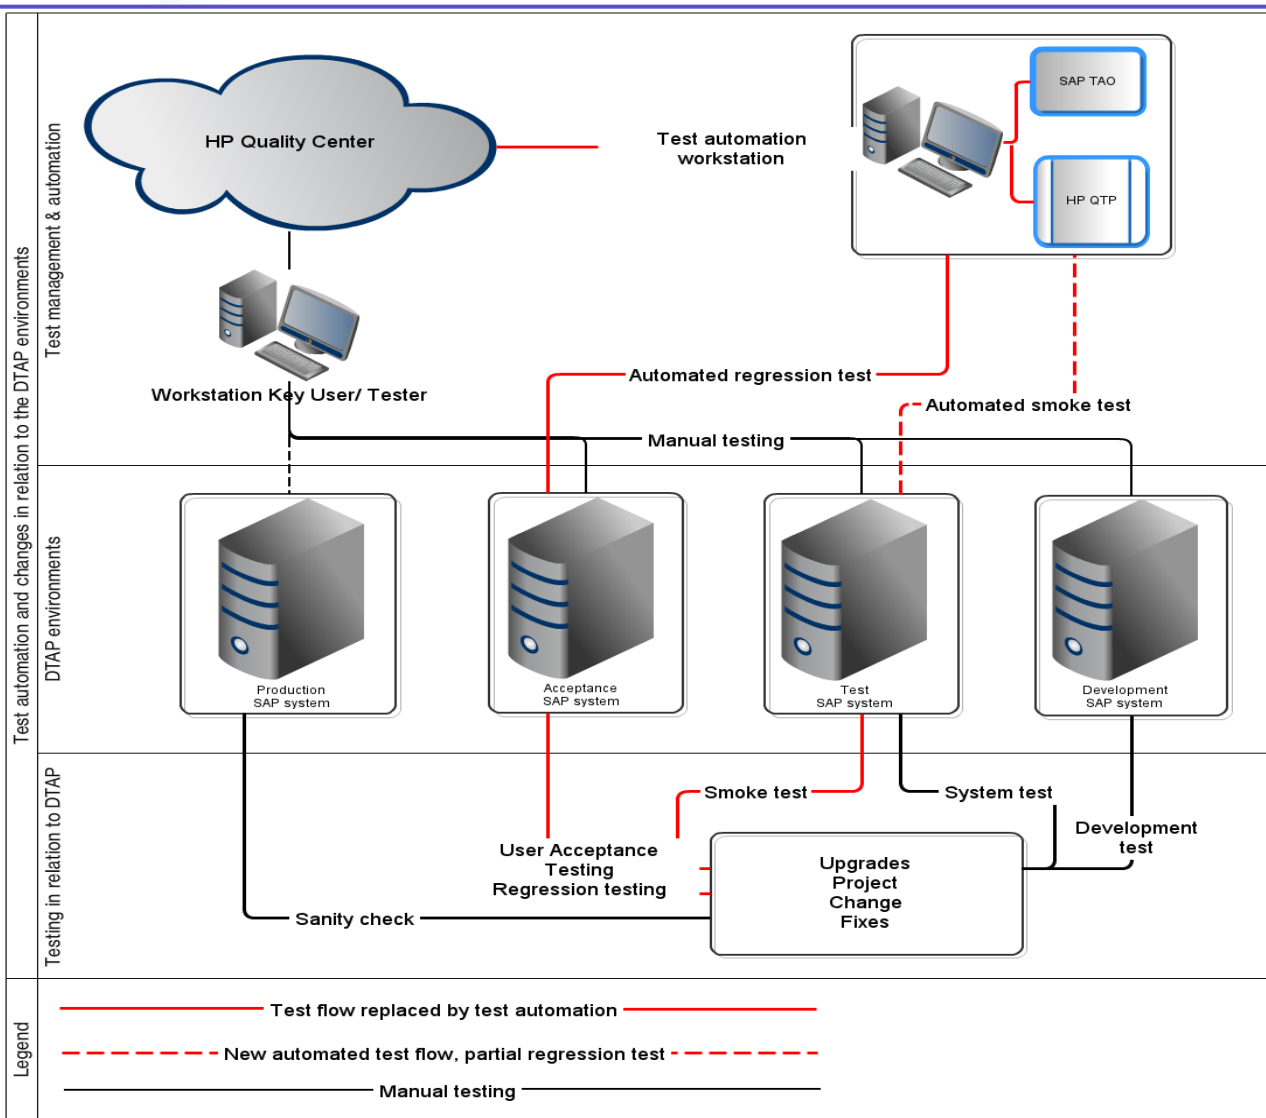 Test automation and changes in relation to the DTAP environments
Test management & automation
HP Quality Center
Test automation
workstation
SAP TAO
HP QTP
Workstation Key User/ Tester
Automated regression test
Automated smoke test
Manual testing
DTAP environments
Production
SAP system
Acceptance
SAP system
Test
SAP system
Development
SAP system
Testing in relation to DTAP
Smoke test
System test
Development
test
User Acceptance
Testing
Regression testing
Upgrades
Project
Change
Fixes
Sanity check
Legend
Test flow replaced by test automation
New automated test flow, partial regression test
Manual testing